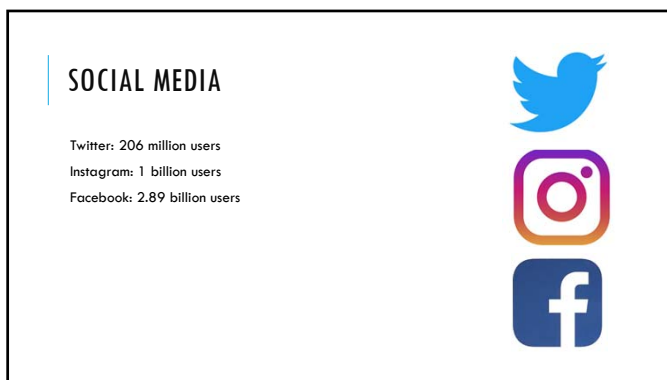 SOCIAL MEDIA
Twitter: 206 million users
Instagram: 1 billion users
Facebook: 2.89 billion users